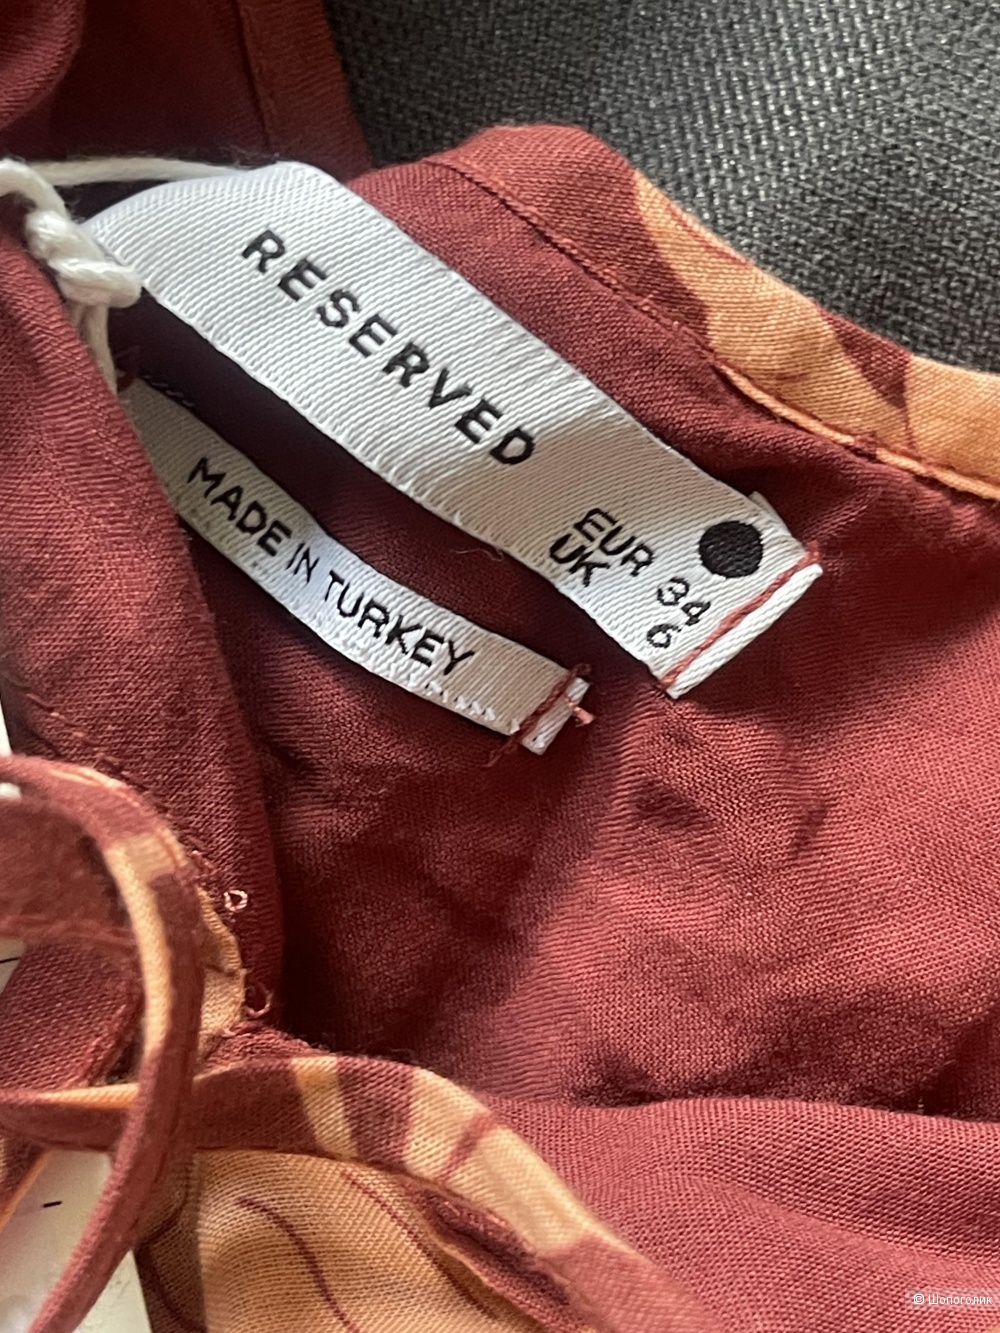 RESERVED
EUR 34
UK 6
MADE IN TURKEY
© Шопоголик